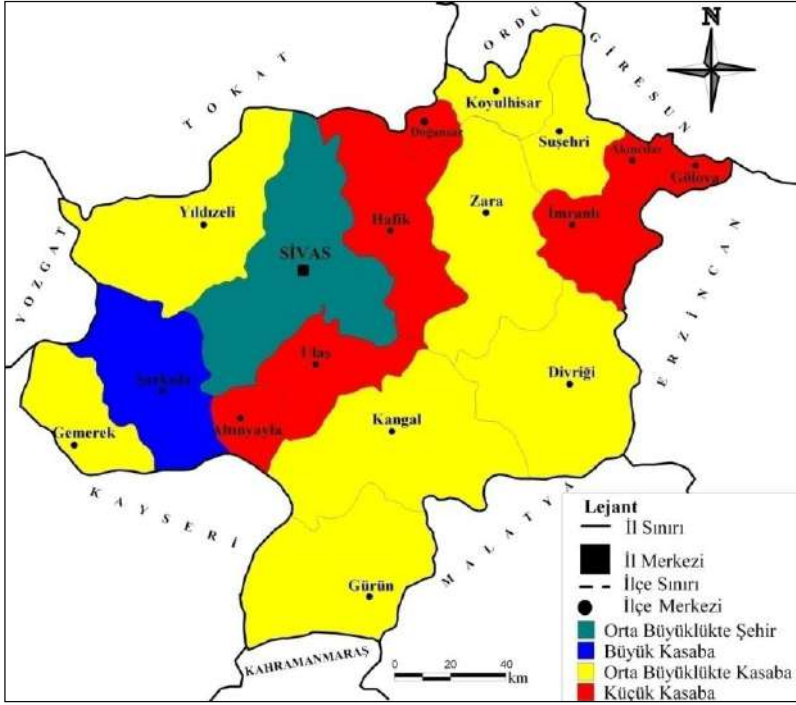 N
ORDU
GİRESUN
TOKAT
Koyulhisar
Doğanşar
Suşehri
Akıncılar
Gölova
Zara
İmranlı
Hafik
Yıldızeli
SİVAS
YOZGAT
ERZİNCAN
Ulaş
Şarkışla
Divriği
Altınyayla
Kangal
Gemerek
KAYSERİ
MALATYA
Gürün
KAHRAMANMARAŞ
0 20 40
km
Lejant
İl Sınırı
İl Merkezi
İlçe Sınırı
İlçe Merkezi
Orta Büyüklükte Şehir
Büyük Kasaba
Orta Büyüklükte Kasaba
Küçük Kasaba